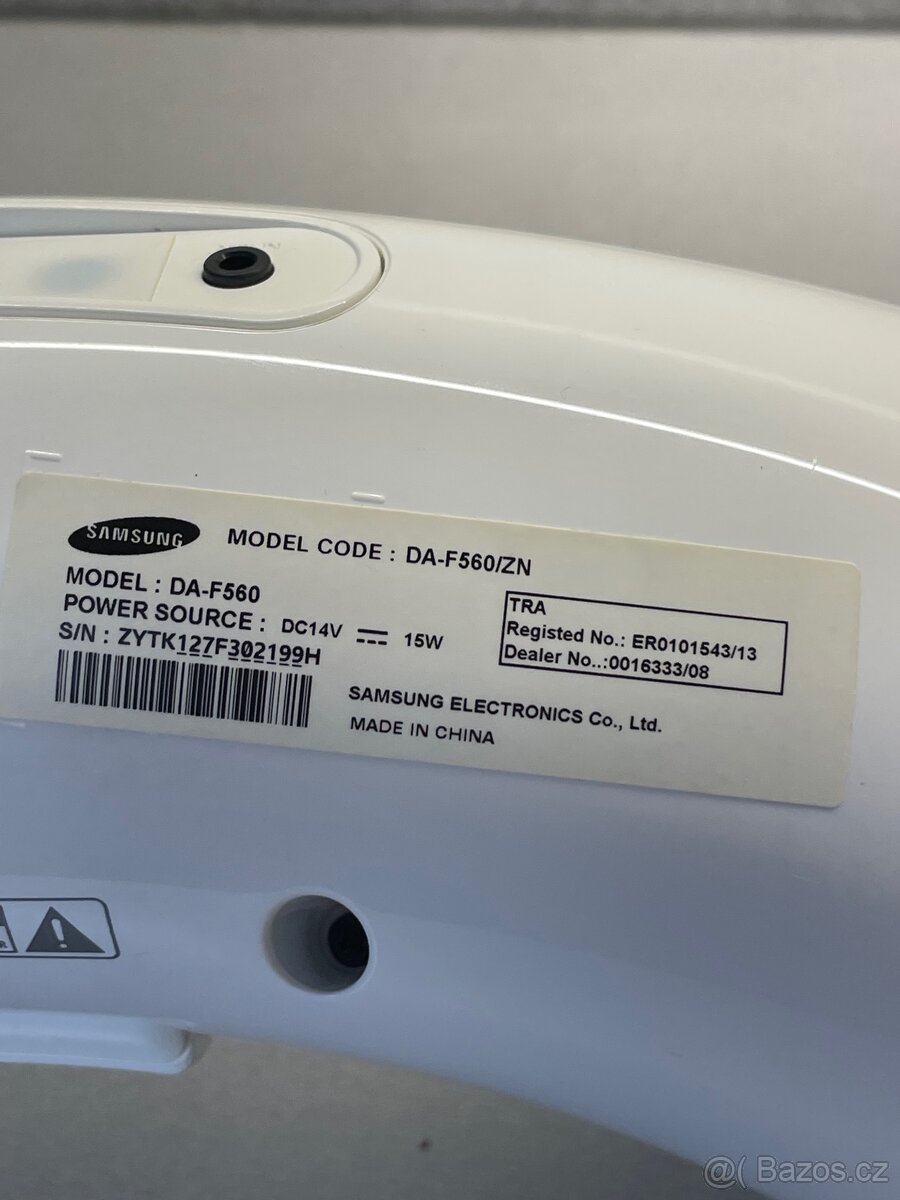 SAMSUNG
MODEL CODE : DA-F560/ZN
MODEL : DA-F560
POWER SOURCE : DC14V 15W
S/N : ZYTK127F302199H
TRA
Registed No.: ER0101543/13
Dealer No..:0016333/08
SAMSUNG ELECTRONICS Co., Ltd.
MADE IN CHINA
@( Bazos.cz